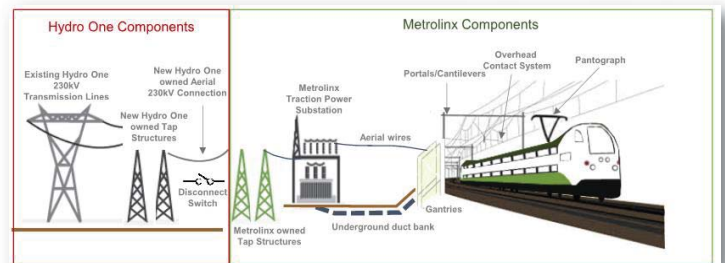 Hydro One Components
Metrolinx Components
Existing Hydro One
230kV
Transmission Lines
New Hydro One
owned Aerial
230kV Connection
New Hydro One
owned Tap
Structures
Disconnect
Switch
Metrolinx
Traction Power
Substation
Portals/Cantilevers
Overhead
Contact System
Pantograph
Aerial wires
Gantries
Metrolinx owned
Tap Structures
Underground duct bank